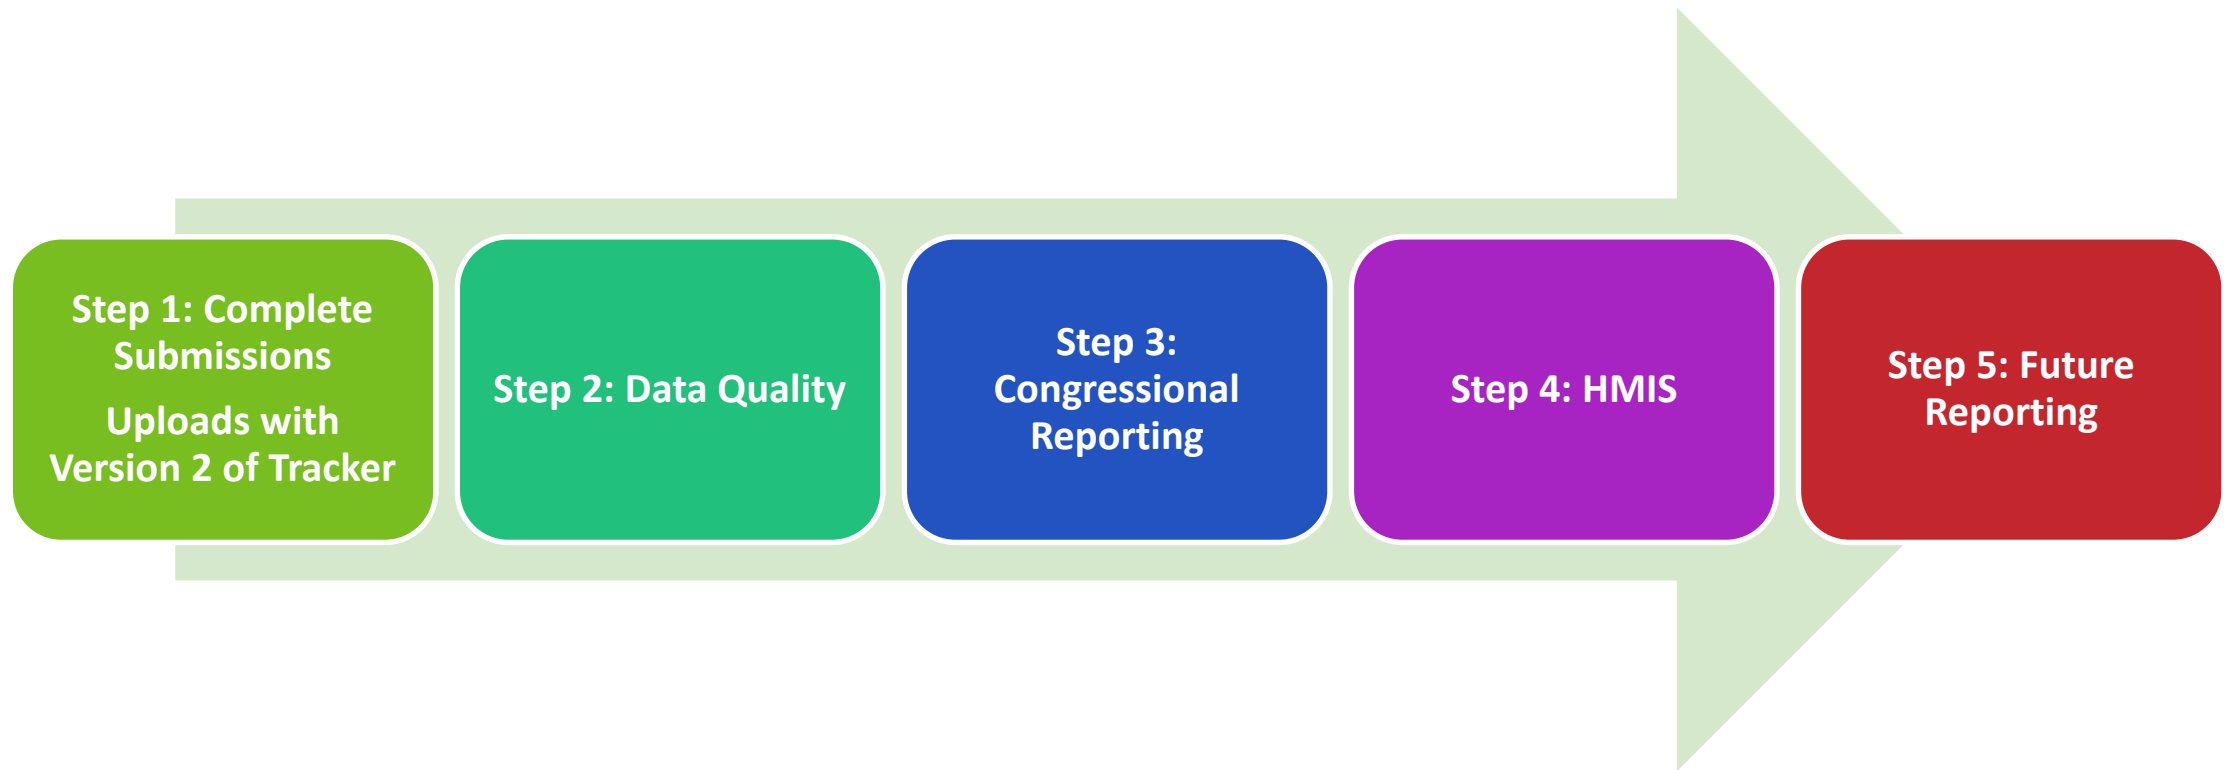 Step 1: Complete
Submissions
Uploads with
Version 2 of Tracker
Step 2: Data Quality
Step 3:
Congressional
Reporting
Step 4: HMIS
Step 5: Future
Reporting